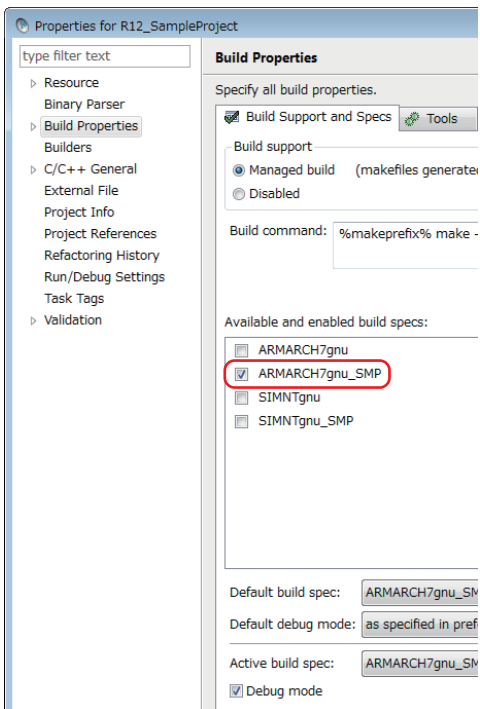 Properties for R12_SampleProject
type filter text
Resource
Binary Parser
Build Properties
Builders
C/C++ General
External File
Project Info
Project References
Refactoring History
Run/Debug Settings
Task Tags
Validation
Build Properties
Specify all build properties.
Build Support and Specs
Tools
Build support
Managed build (makefiles generated
Disabled
Build command: %makeprefix% make -
Available and enabled build specs:
ARMARCH7gnu
ARMARCH7gnu_SMP
SIMNTgnu
SIMNTgnu_SMP
Default build spec: ARMARCH7gnu_SM
Default debug mode: as specified in pref
Active build spec: ARMARCH7gnu_SM
Debug mode